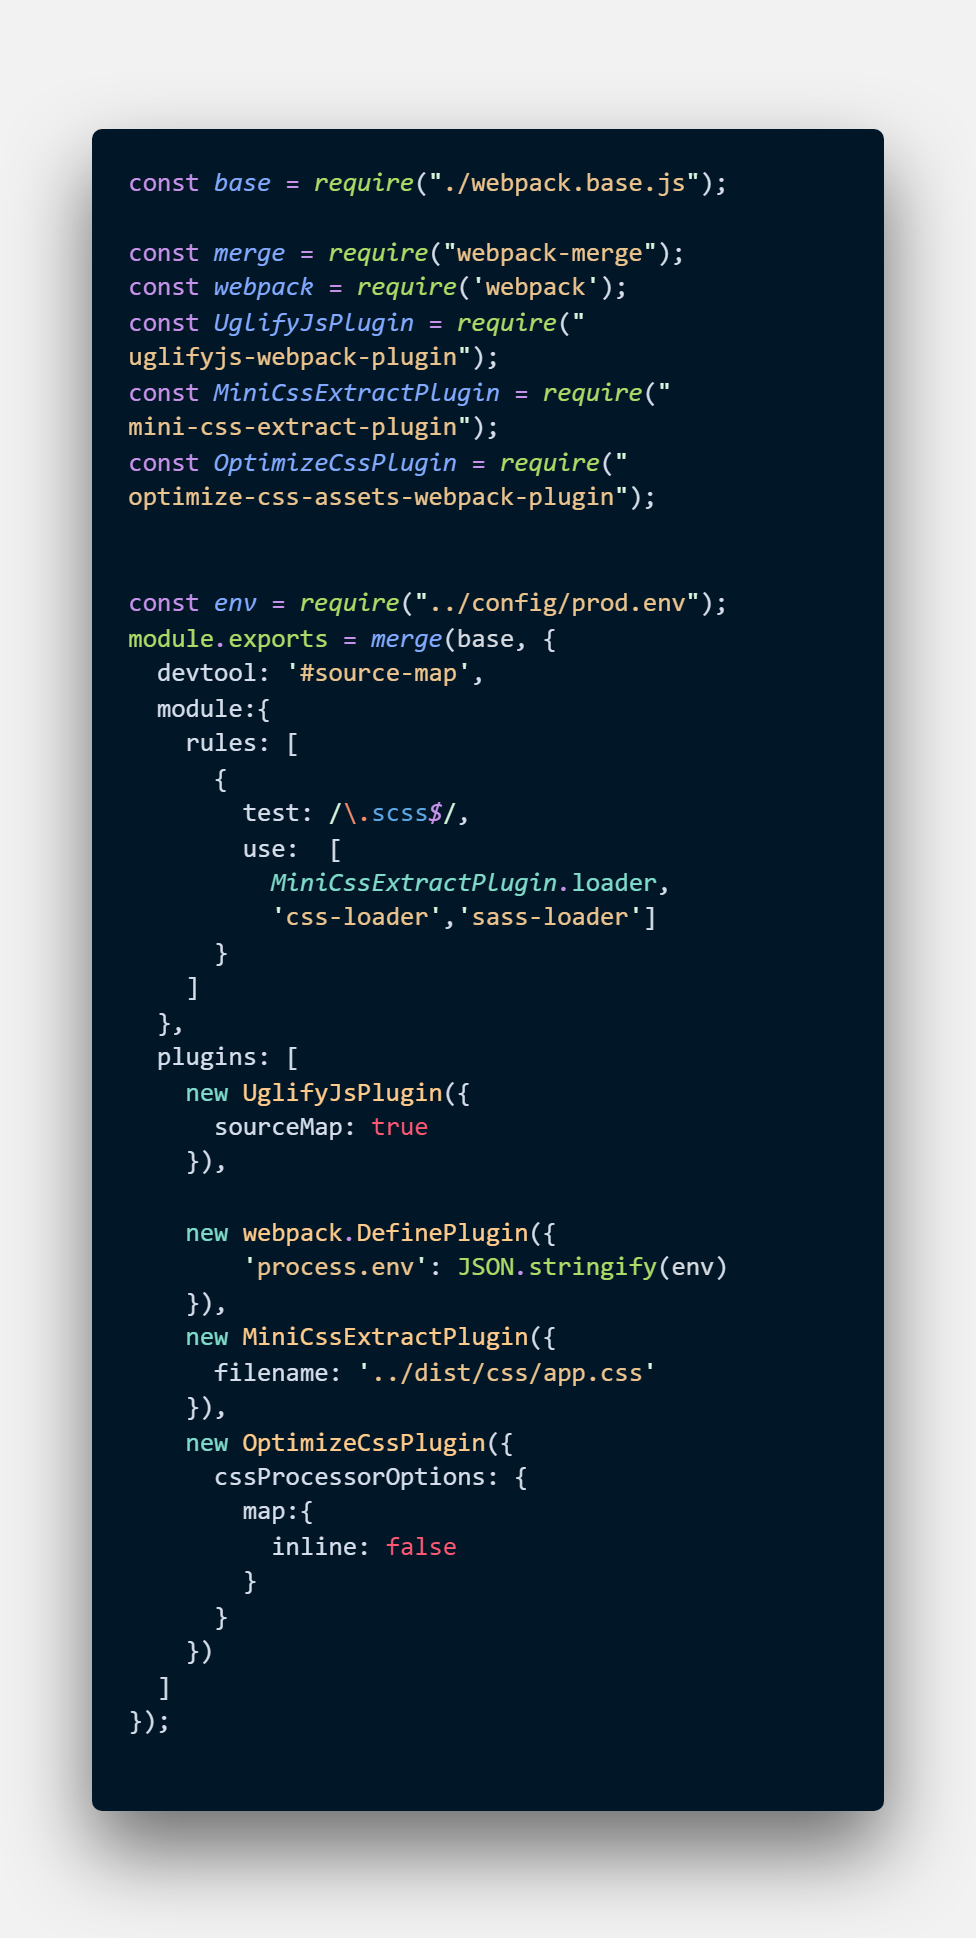 const base = require("./webpack.base.js");

const merge = require("webpack-merge");
const webpack = require('webpack');
const UglifyJsPlugin = require("
uglifyjs-webpack-plugin");
const MiniCssExtractPlugin = require("
mini-css-extract-plugin");
const OptimizeCssPlugin = require("
optimize-css-assets-webpack-plugin");


const env = require("../config/prod.env");
module.exports = merge(base, {
  devtool: '#source-map',
  module:{
    rules: [
      {
        test: /\.scss$/,
        use:  [
          MiniCssExtractPlugin.loader,
          'css-loader','sass-loader']
      }
    ]
  },
  plugins: [
    new UglifyJsPlugin({
      sourceMap: true
    }),

    new webpack.DefinePlugin({
        'process.env': JSON.stringify(env)
    }),
    new MiniCssExtractPlugin({
      filename: '../dist/css/app.css'
    }),
    new OptimizeCssPlugin({
      cssProcessorOptions: {
        map:{
          inline: false
        }
      }
    })
  ]
});